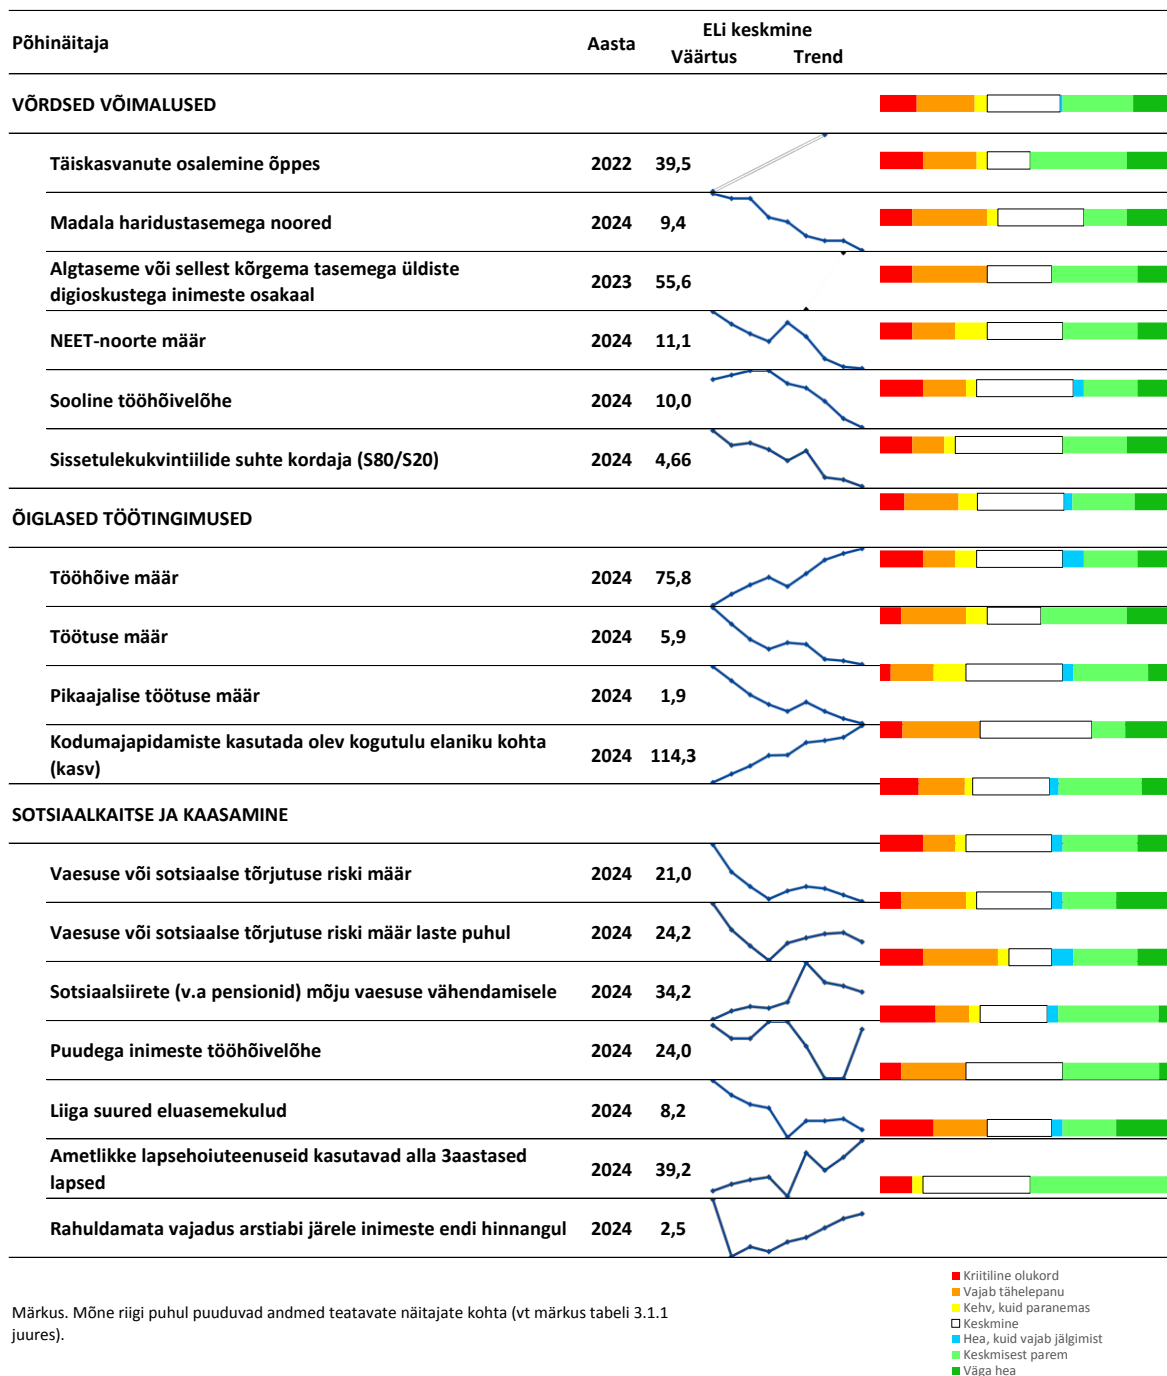 Põhinäitaja Aasta ELi keskmine
Väärtus Trend
VÕRDSED VÕIMALUSED
Täiskasvanute osalemine õppes 2022 39,5
Madala haridustasemega noored 2024 9,4
Algtaseme või sellest kõrgema tasemega üldiste
digioskustega inimeste osakaal 2023 55,6
NEET-noorte määr 2024 11,1
Sooline tööhõivelõhe 2024 10,0
Sissetulekukvintiilide suhte kordaja (S80/S20) 2024 4,66
ÕIGLASED TÖÖTINGIMUSED
Tööhõive määr 2024 75,8
Töötuse määr 2024 5,9
Pikaajalise töötuse määr 2024 1,9
Kodumajapidamiste kasutada olev kogutulu elaniku kohta
(kasv) 2024 114,3
SOTSIAALKAITSE JA KAASAMINE
Vaesuse või sotsiaalse tõrjutuse riski määr 2024 21,0
Vaesuse või sotsiaalse tõrjutuse riski määr laste puhul 2024 24,2
Sotsiaalsiirete (v.a pensionid) mõju vaesuse vähendamisele 2024 34,2
Puudega inimeste tööhõivelõhe 2024 24,0
Liiga suured eluasemekulud 2024 8,2
Ametlikke lapsehoiuteenuseid kasutavad alla 3aastased
lapsed 2024 39,2
Rahuldamata vajadus arstiabi järele inimeste endi hinnangul 2024 2,5
Märkus. Mõne riigi puhul puuduvad andmed teatavate näitajate kohta (vt märkus tabeli 3.1.1
juures).
Kriitiline olukord
Vajab tähelepanu
Kehv, kuid paranemas
Keskmine
Hea, kuid vajab jälgimist
Keskmisest parem
Väga hea